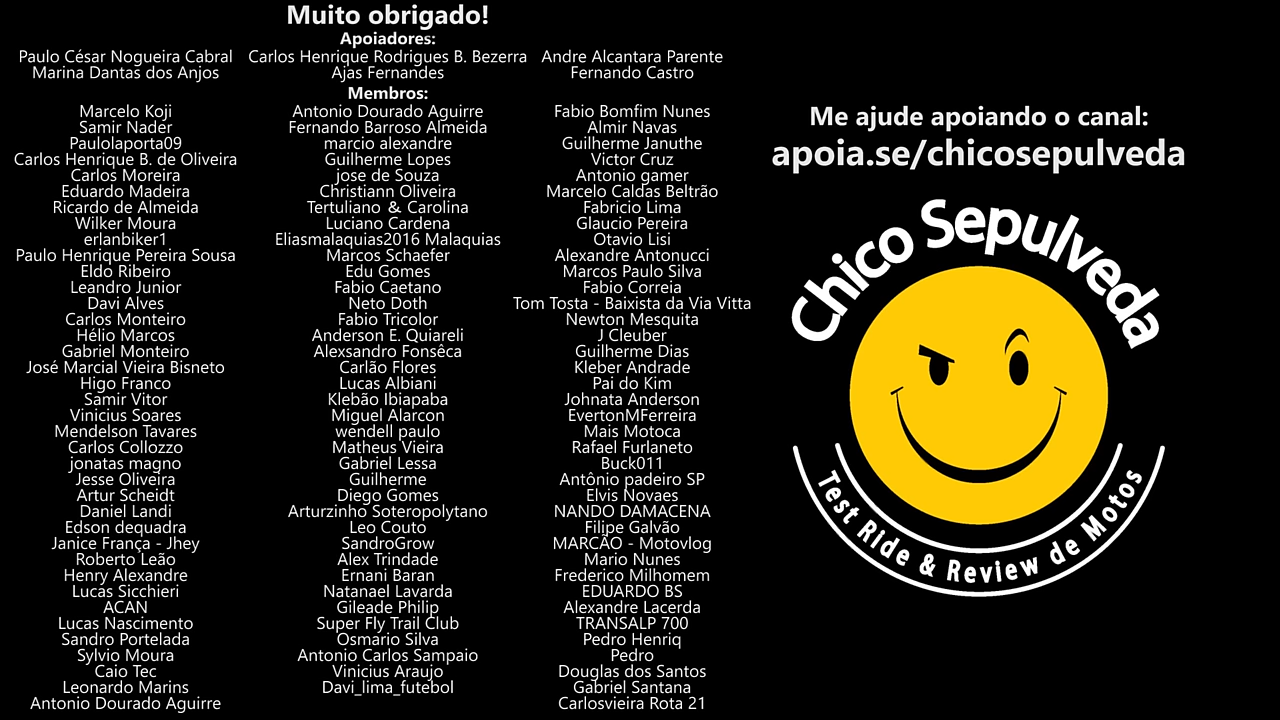 Muito obrigado!
Apoiadores:
Paulo César Nogueira Cabral
Carlos Henrique Rodrigues B. Bezerra
Andre Alcantara Parente
Marina Dantas dos Anjos
Ajas Fernandes
Fernando Castro
Membros:
Marcelo Koji
Samir Nader
Paulolaporta09
Carlos Henrique B. de Oliveira
Carlos Moreira
Eduardo Madeira
Ricardo de Almeida
Wilker Moura
erlanbiker1
Paulo Henrique Pereira Sousa
Eldo Ribeiro
Leandro Junior
Davi Alves
Carlos Monteiro
Hélio Marcos
Gabriel Monteiro
José Marcial Vieira Bisneto
Higo Franco
Samir Vitor
Vinicius Soares
Mendelson Tavares
Carlos Collozzo
jonatas magno
Jesse Oliveira
Artur Scheidt
Daniel Landi
Edson dequadra
Janice França - Jhey
Roberto Leão
Henry Alexandre
Lucas Sicchieri
ACAN
Lucas Nascimento
Sandro Portelada
Sylvio Moura
Caio Tec
Leonardo Marins
Antonio Dourado Aguirre
Antonio Dourado Aguirre
Fernando Barroso Almeida
marcio alexandre
Guilherme Lopes
jose de Souza
Christiann Oliveira
Tertuliano & Carolina
Luciano Cardena
Eliasmalaquias2016 Malaquias
Marcos Schaefer
Edu Gomes
Fabio Caetano
Neto Doth
Fabio Tricolor
Anderson E. Quiareli
Alexsandro Fonsêca
Carlão Flores
Lucas Albiani
Klebão Ibiapaba
Miguel Alarcon
wendell paulo
Matheus Vieira
Gabriel Lessa
Guilherme
Diego Gomes
Arturzinho Soteropolytano
Leo Couto
SandroGrow
Alex Trindade
Ernani Baran
Natanael Lavarda
Gileade Philip
Super Fly Trail Club
Osmario Silva
Antonio Carlos Sampaio
Vinicius Araujo
Davi_lima_futebol
Fabio Bomfim Nunes
Almir Navas
Guilherme Januthe
Victor Cruz
Antonio gamer
Marcelo Caldas Beltrão
Fabricio Lima
Glaucio Pereira
Otavio Lisi
Alexandre Antonucci
Marcos Paulo Silva
Fabio Correia
Tom Tosta - Baixista da Via Vitta
Newton Mesquita
J Cleuber
Guilherme Dias
Kleber Andrade
Pai do Kim
Johnata Anderson
EvertonMFerreira
Mais Motoca
Rafael Furlaneto
Buck011
Antônio padeiro SP
Elvis Novaes
NANDO DAMACENA
Filipe Galvão
MARCÃO - Motovlog
Mario Nunes
Frederico Milhomem
EDUARDO BS
Alexandre Lacerda
TRANSALP 700
Pedro Henriq
Pedro
Douglas dos Santos
Gabriel Santana
Carlosvieira Rota 21
Me ajude apoiando o canal:
apoia.se/chicosepulveda
Chico Sepulveda
Test Ride & Review de Motos